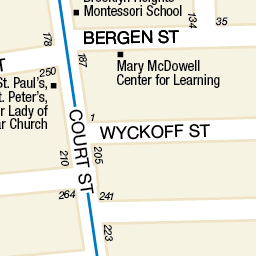 Brooklyn Heights
Montessori School
134
35
BERGEN ST
178
187
Mary McDowell
Center for Learning
250
St. Paul's,
t. Peter's,
r Lady of
ar Church
1
WYCKOFF ST
COURT ST
210
205
264
241
223